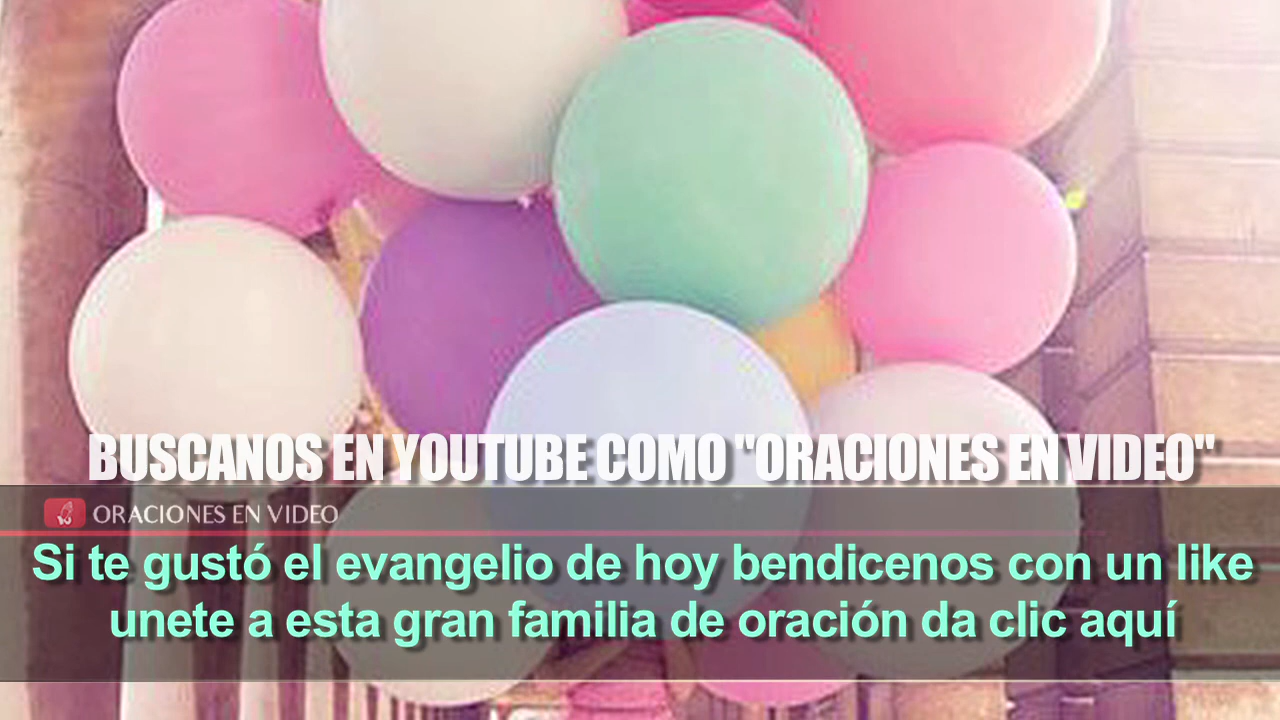 BUSCANOS EN YOUTUBE COMO "ORACIONES EN VIDEO"
ORACIONES EN VIDEO
Si te gustó el evangelio de hoy bendicenos con un like
unete a esta gran familia de oración da clic aquí